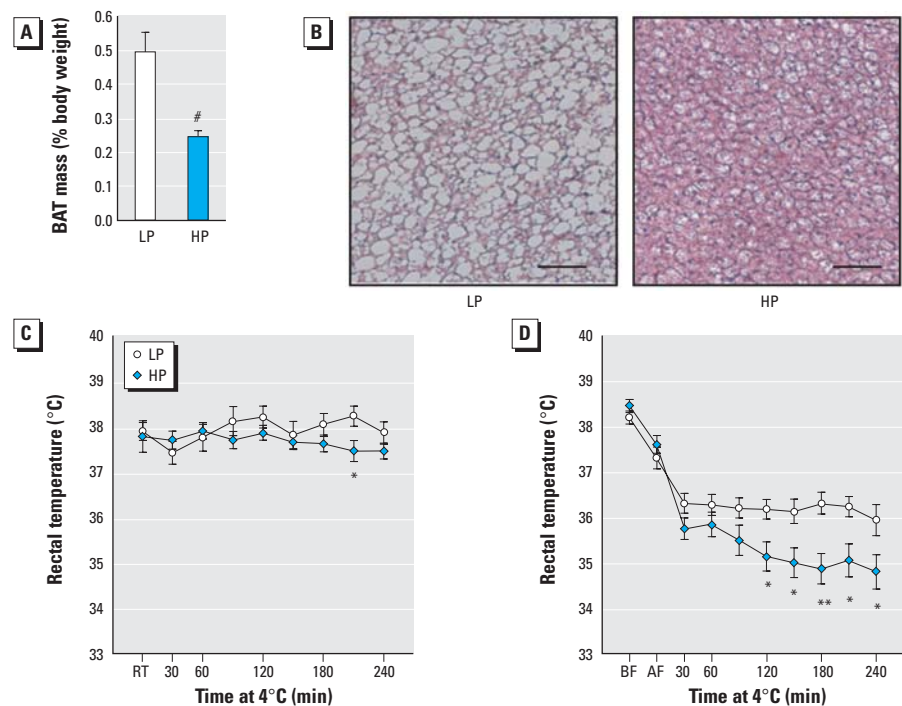 A
BAT mass (% body weight)
0.6
0.5
0.4
0.3
0.2
0.1
0.0
#
LP
HP
B
LP
HP
C
Rectal temperature (°C)
40
39
38
37
36
35
34
33
LP
HP
*
RT 30 60 120 180 240
Time at 4°C (min)
D
Rectal temperature (°C)
40
39
38
37
36
35
34
33
* * ** * *
BF AF 30 60 120 180 240
Time at 4°C (min)